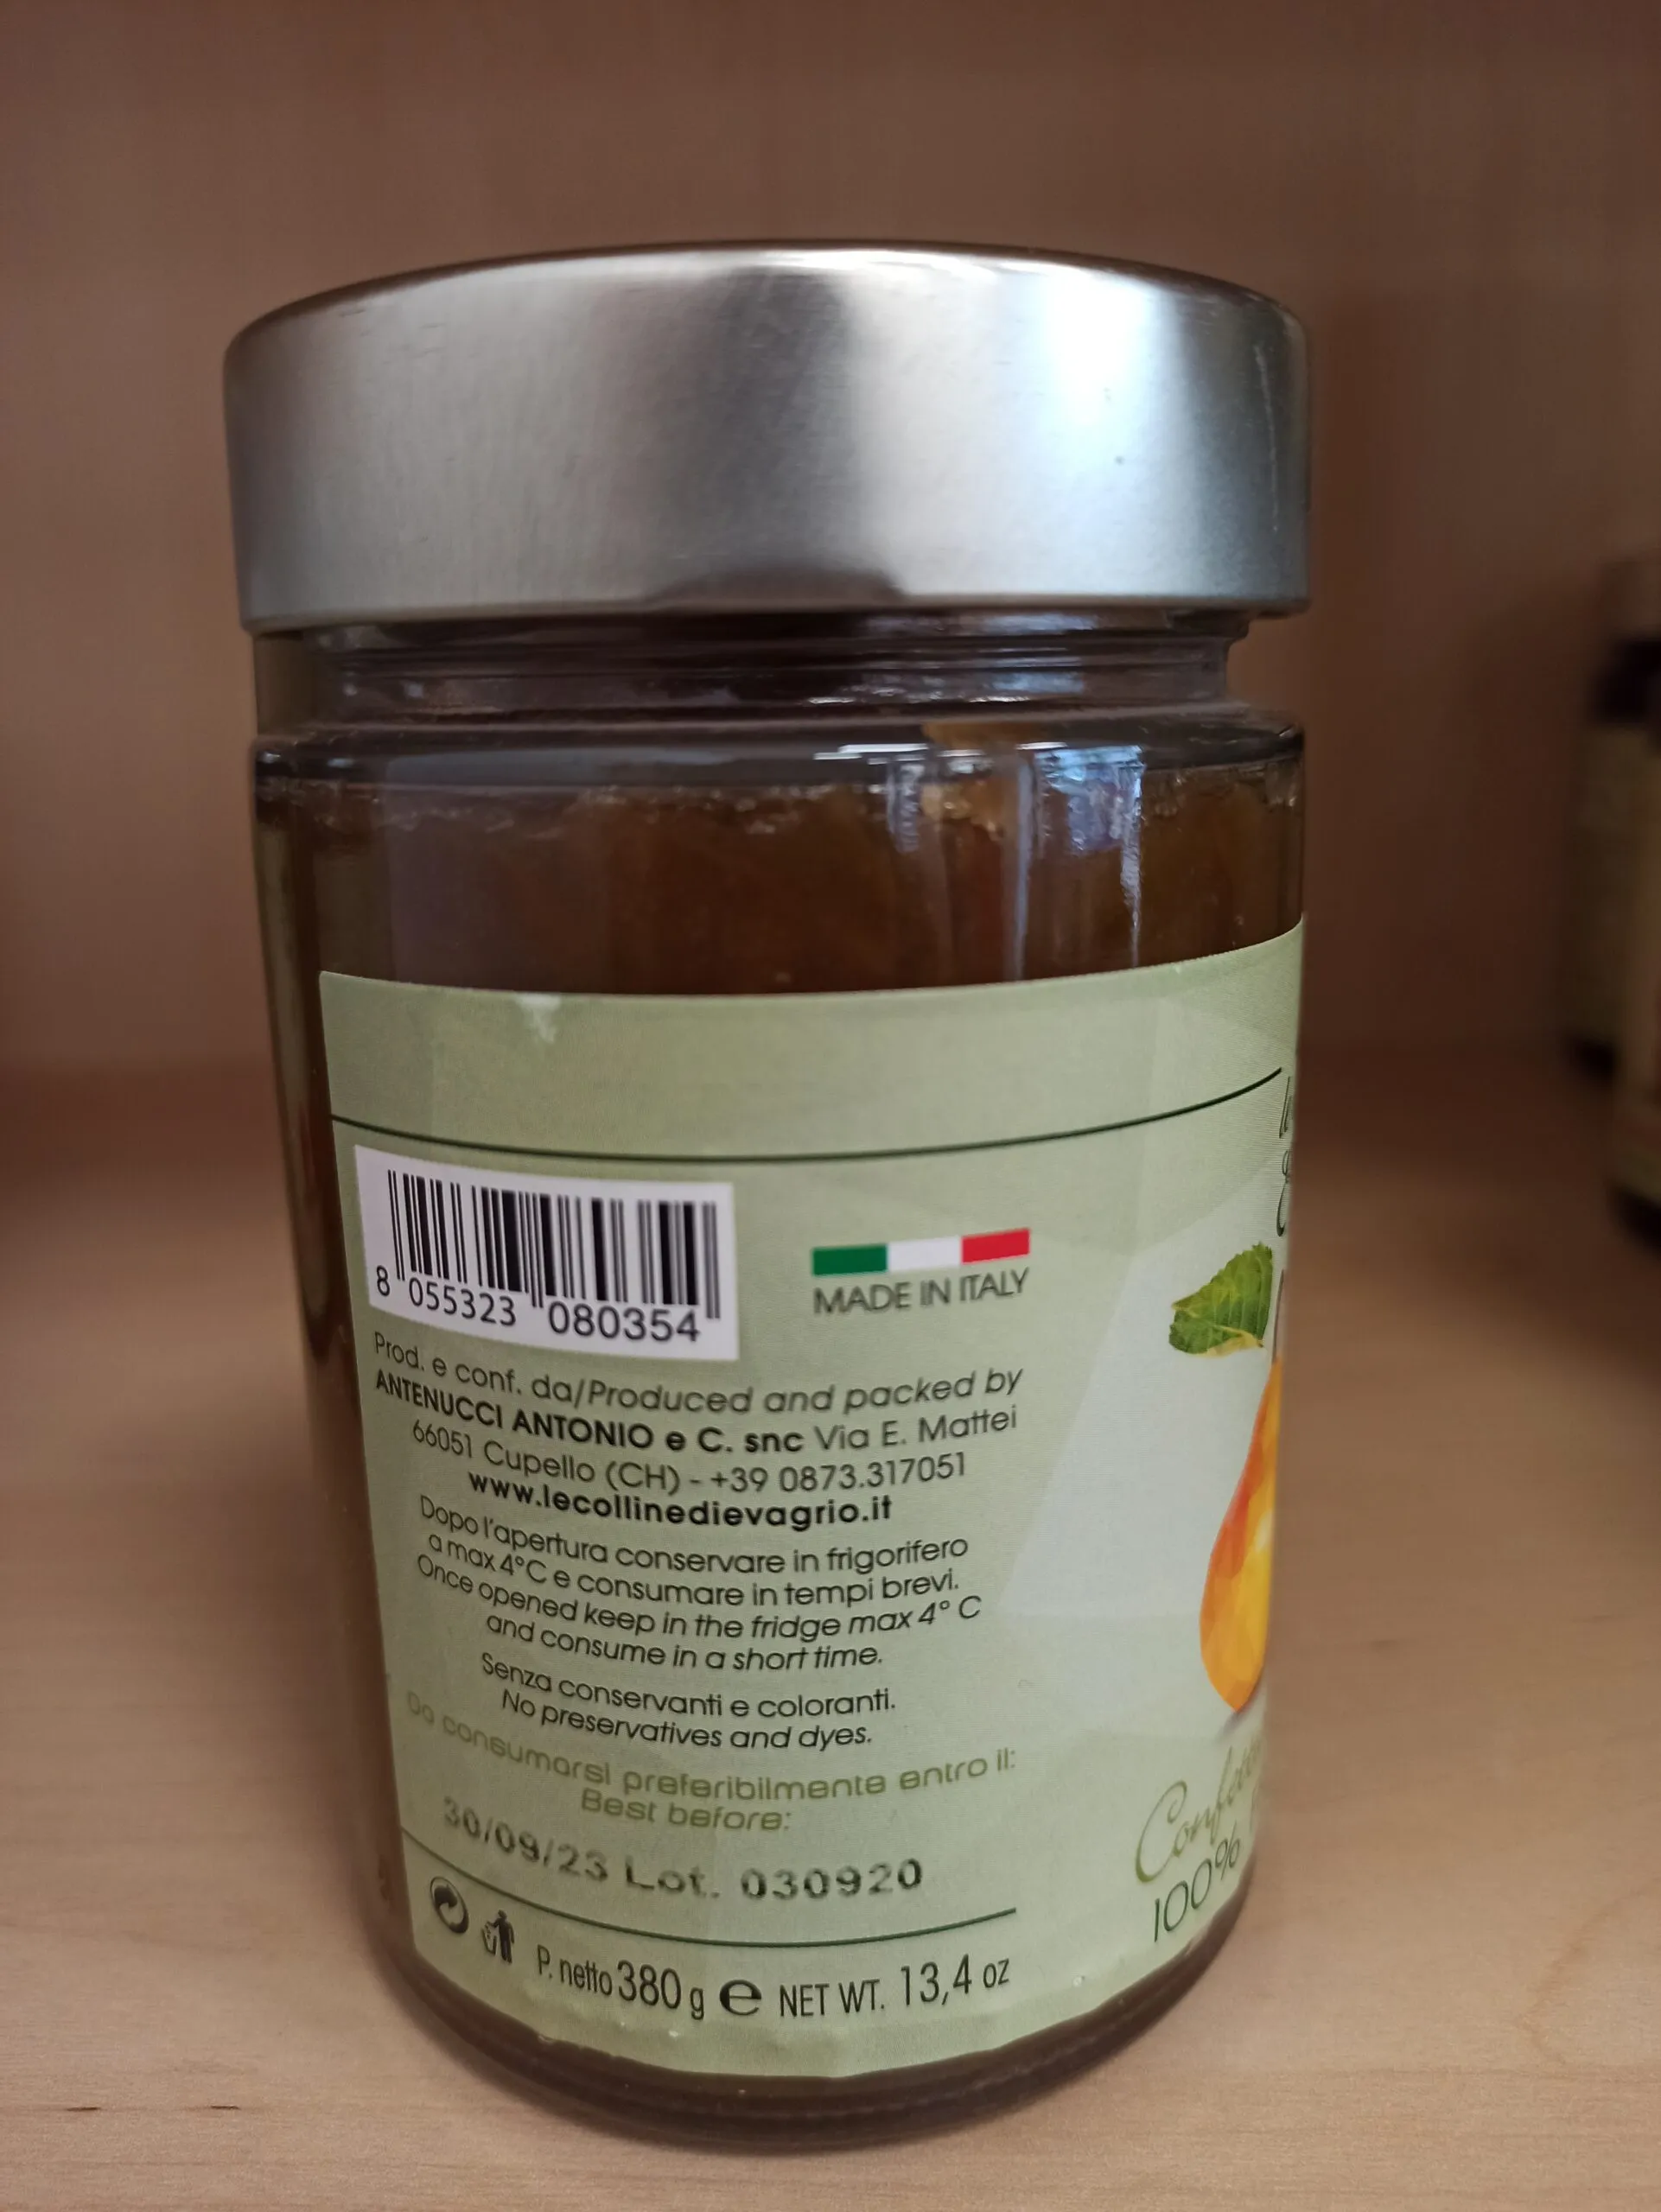 8 055323 080354
MADE IN ITALY
Prod. e conf. da/Produced and packed by
ANTENUCCI ANTONIO e C. snc Via E. Mattei
66051 Cupello (CH) - +39 0873.317051
www.lecollinedievagrio.it
Dopo l'apertura conservare in frigorifero
a max 4°C e consumare in tempi brevi.
Once opened keep in the fridge max 4° C
and consume in a short time.
Senza conservanti e coloranti.
No preservatives and dyes.
Da consumarsi preferibilmente entro il:
Best before:
30/09/23 Lot. 030920
P. netto 380 g e NET WT. 13,4 oz
100%